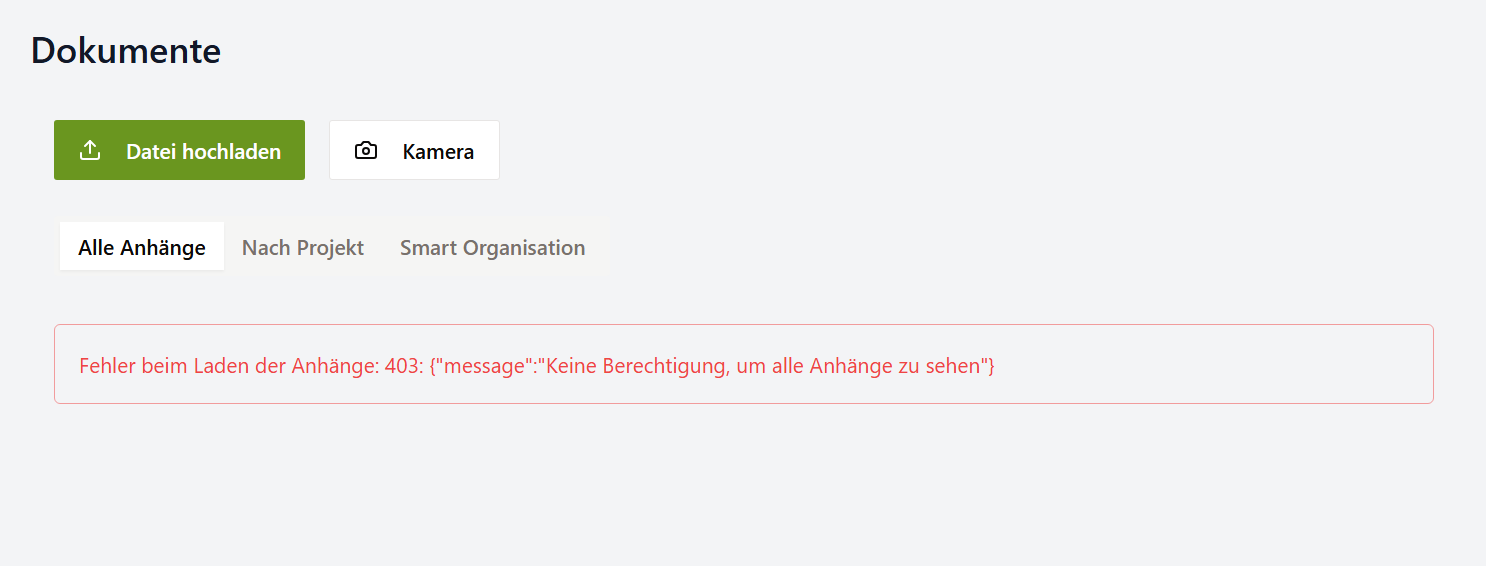 Dokumente
Datei hochladen
Kamera
Alle Anhänge
Nach Projekt
Smart Organisation
Fehler beim Laden der Anhänge: 403: {"message":"Keine Berechtigung, um alle Anhänge zu sehen"}